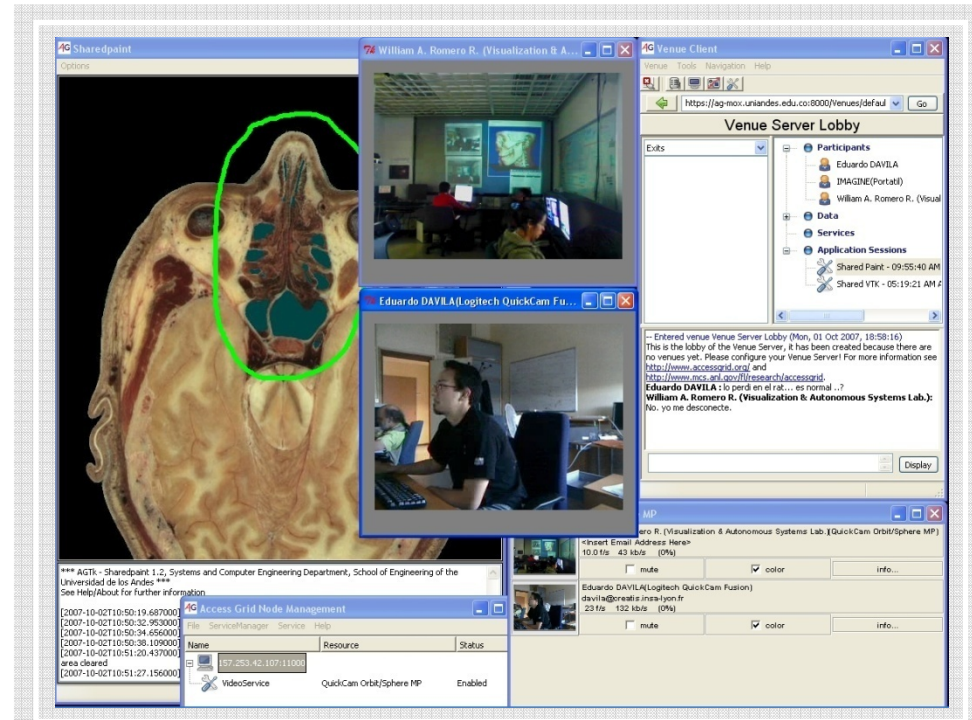 Sharedpaint
Options
William A. Romero R. (Visualization & A...
Venue Client
Venue Tools Navigation Help
https://ag-mox.uniandes.edu.co:8000/Venues/defaul
Go
Venue Server Lobby
Exits
Participants
Eduardo DAVILA
IMAGINE(Portatil)
William A. Romero R. (Visual
Data
Services
Application Sessions
Shared Paint - 09:55:40 AM
Shared VTK - 05:19:21 AM A
Eduardo DAVILA(Logitech QuickCam Fu...
-- Entered venue Venue Server Lobby (Mon, 01 Oct 2007, 18:58:16)
This is the lobby of the Venue Server, it has been created because there are
no venues yet. Please configure your Venue Server! For more information see
http://www.accessgrid.org/ and
http://www.mcs.anl.gov/fl/research/accessgrid.
Eduardo DAVILA : lo perdi en el rat... es normal ..?
William A. Romero R. (Visualization & Autonomous Systems Lab.):
No. yo me desconecte.
Display
MP
ero R. (Visualization & Autonomous Systems Lab.)(QuickCam Orbit/Sphere MP)
<Insert Email Address Here>
10.0 f/s 43 kb/s (0%)
mute color info...
Eduardo DAVILA(Logitech QuickCam Fusion)
davila@creatis.insa-lyon.fr
23 f/s 132 kb/s (0%)
mute color info...
*** AGTk - Sharedpaint 1.2, Systems and Computer Engineering Department, School of Engineering of the
Universidad de los Andes ***
See Help/About for further information
[2007-10-02T10:50:19.687000]
[2007-10-02T10:50:32.953000]
[2007-10-02T10:50:34.656000]
[2007-10-02T10:50:38.109000]
[2007-10-02T10:51:20.437000]
area cleared
[2007-10-02T10:51:27.156000]
Access Grid Node Management
File ServiceManager Service Help
Name Resource Status
157.253.42.107:11000
VideoService QuickCam Orbit/Sphere MP Enabled